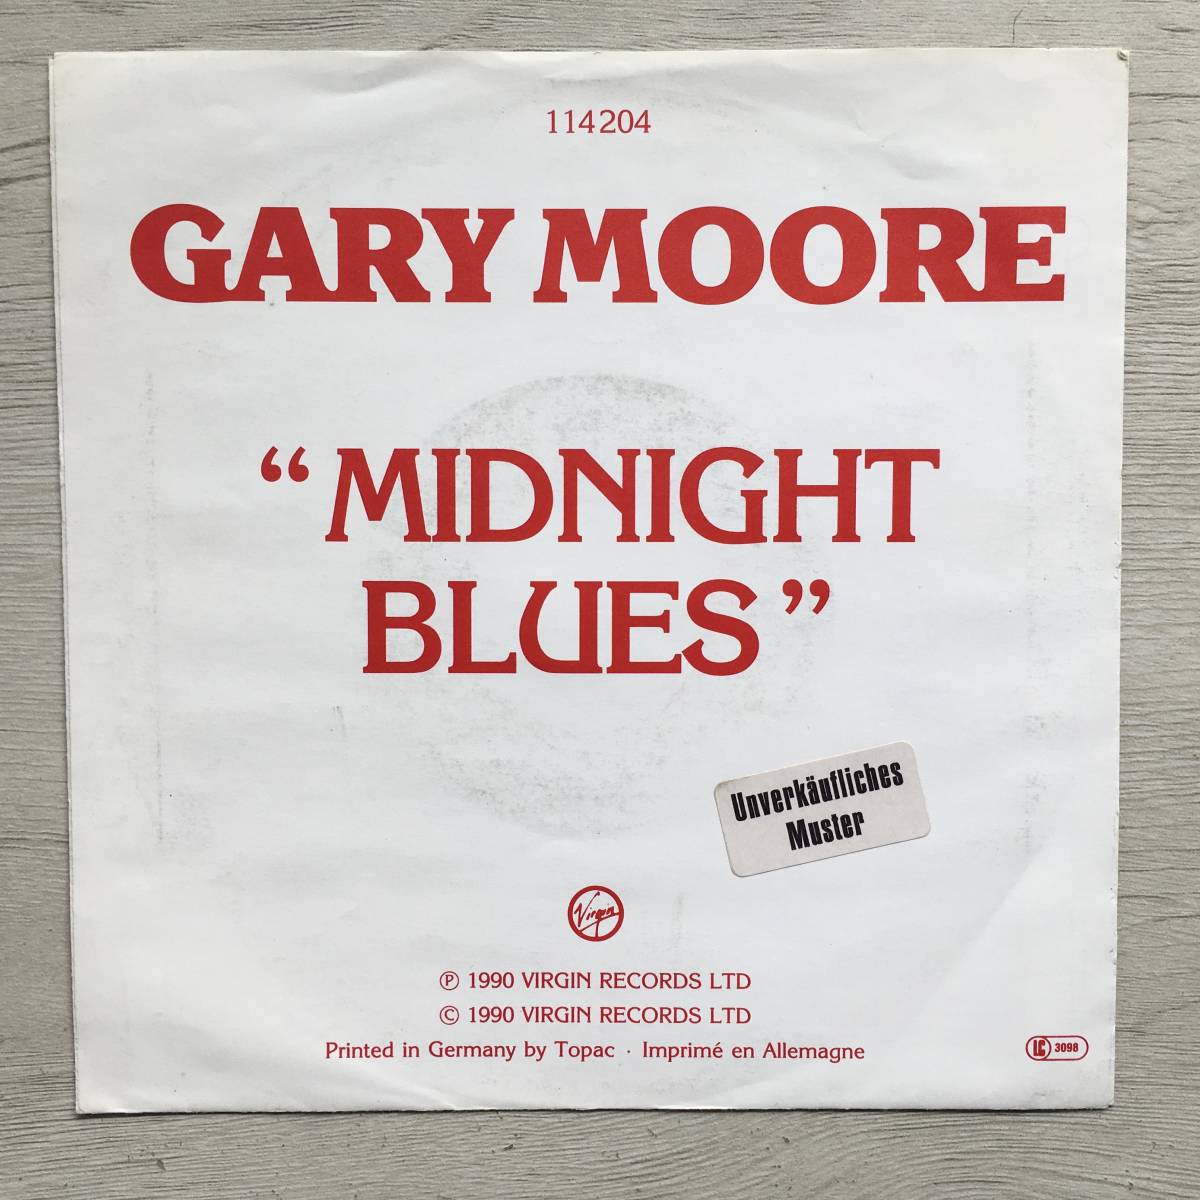 114204
GARY MOORE
“MIDNIGHT
BLUES”
Unverkäufliches
Muster
Virgin
℗ 1990 VIRGIN RECORDS LTD
© 1990 VIRGIN RECORDS LTD
Printed in Germany by Topac · Imprimé en Allemagne
LC 3098